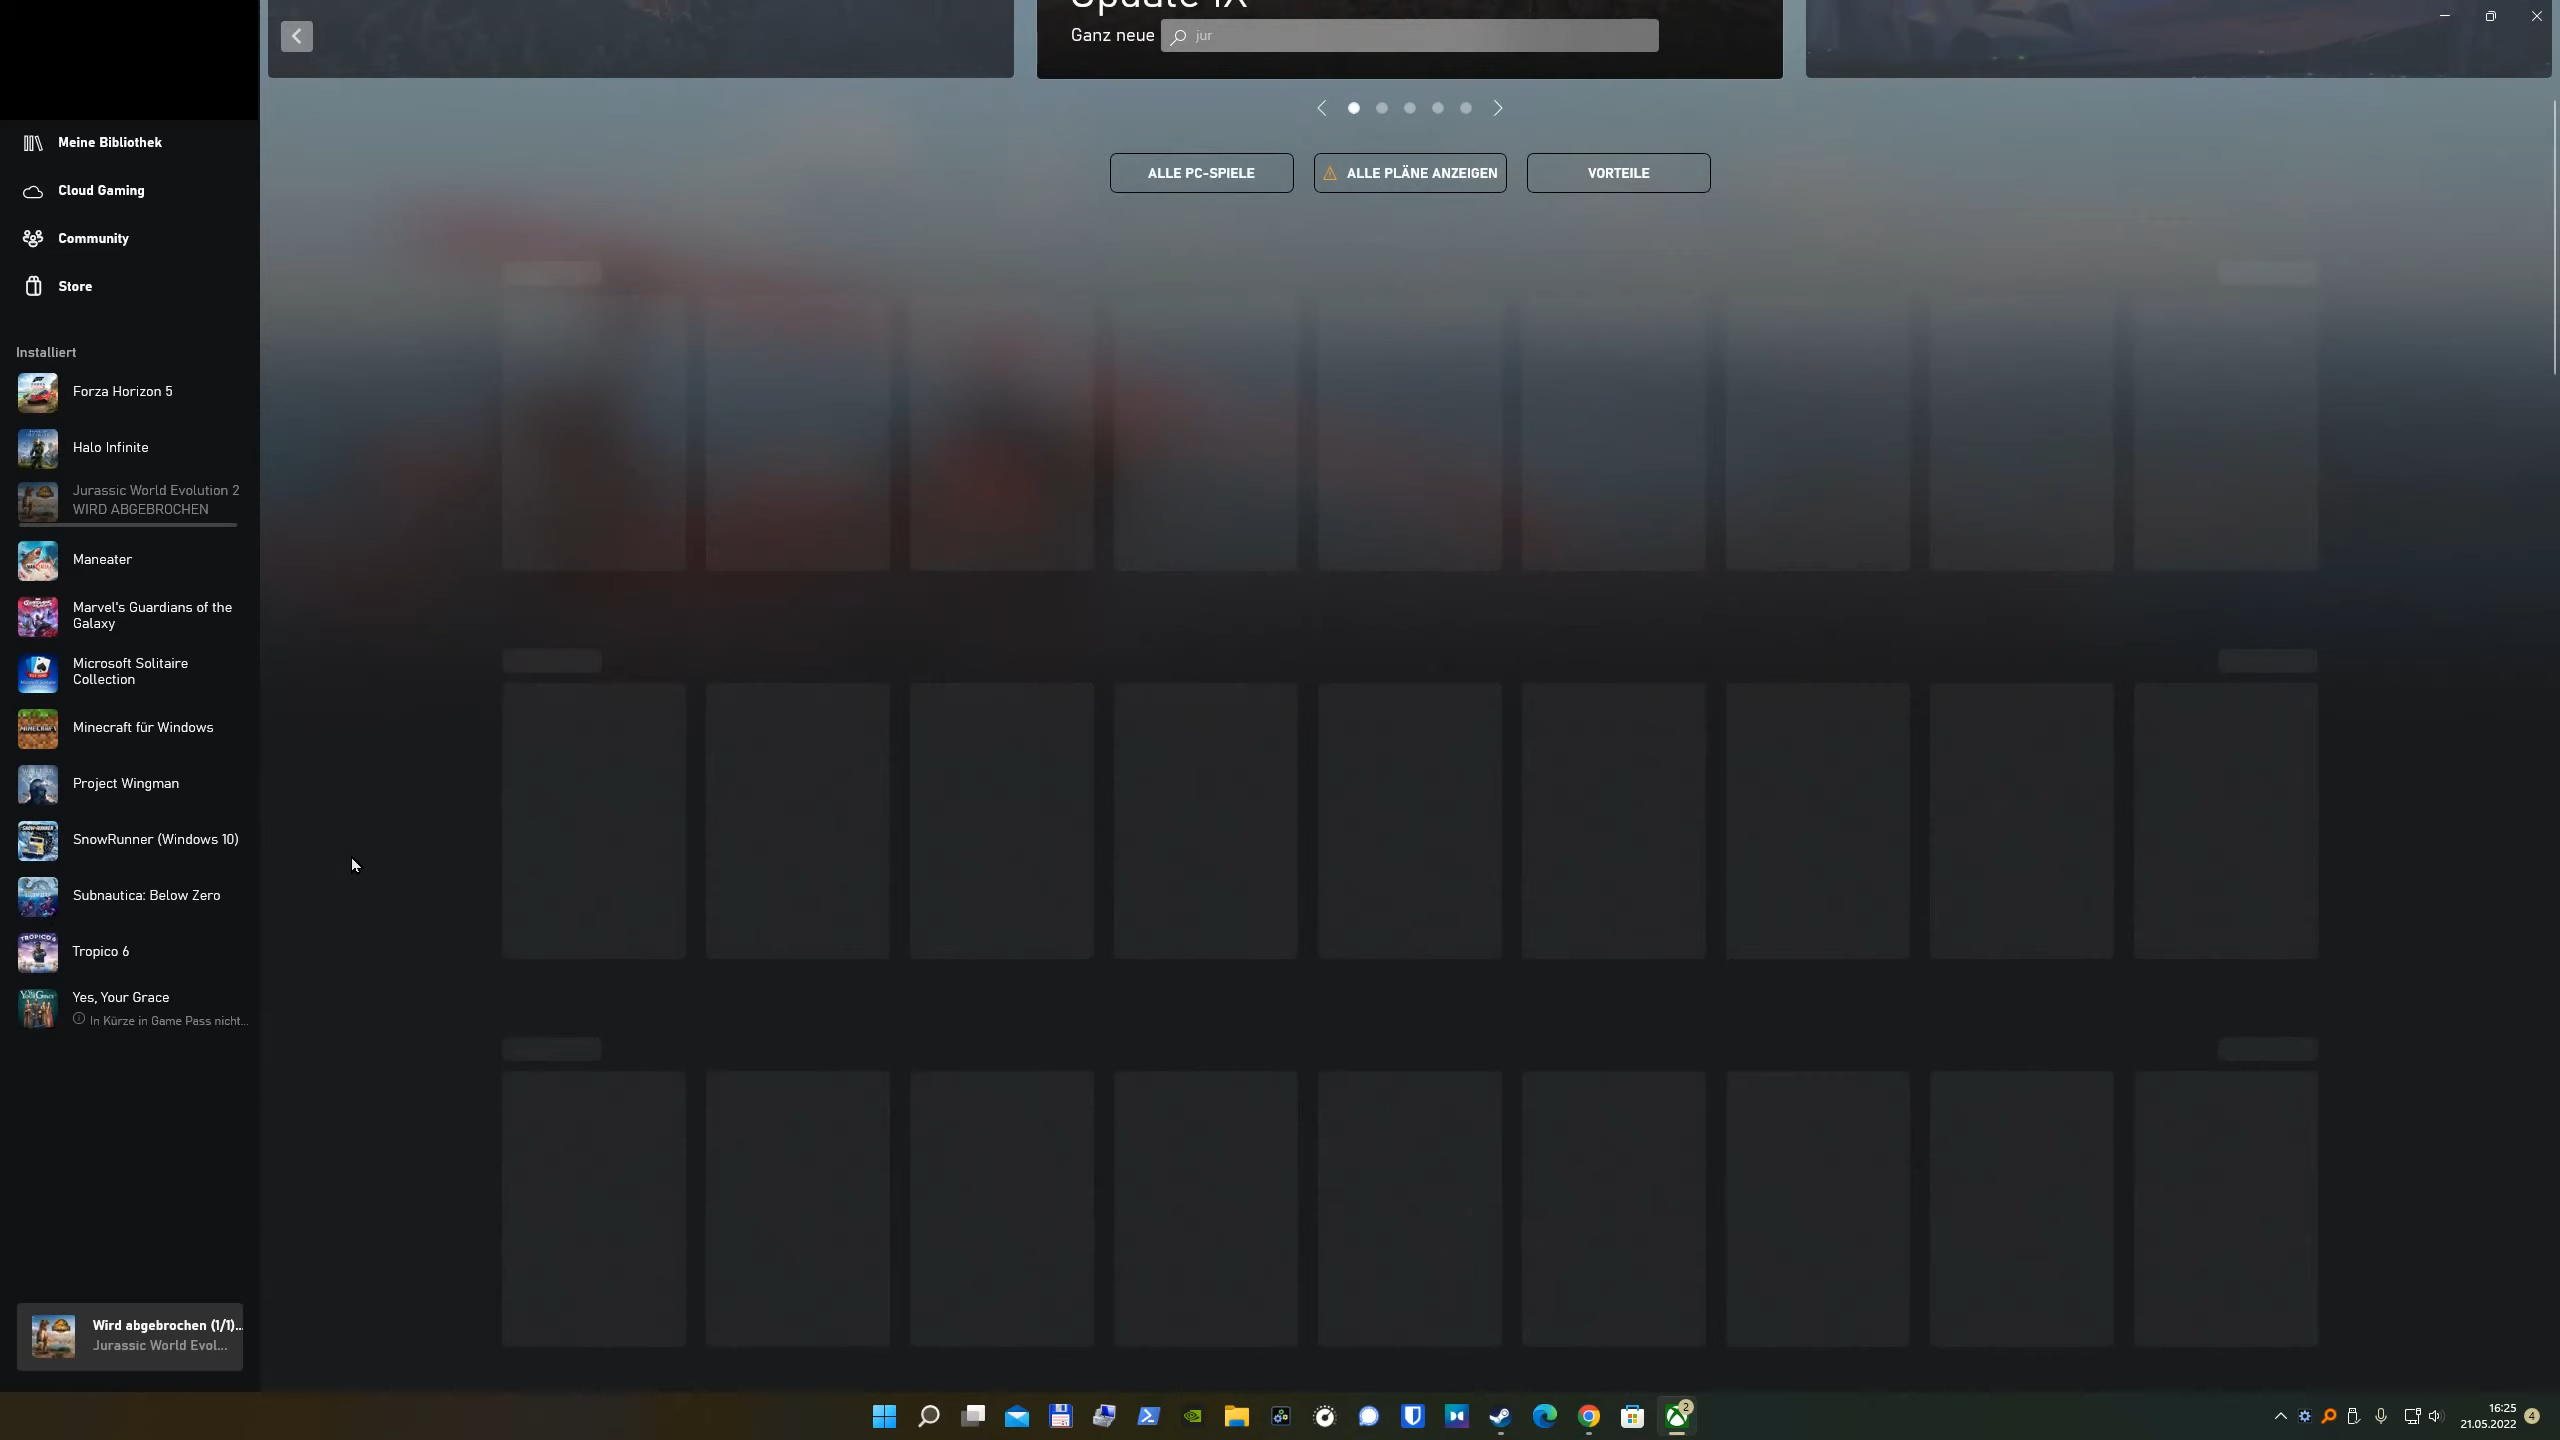 Ganz neue
jur
Meine Bibliothek
Cloud Gaming
Community
Store
ALLE PC-SPIELE
ALLE PLÄNE ANZEIGEN
VORTEILE
Installiert
Forza Horizon 5
Halo Infinite
Jurassic World Evolution 2
WIRD ABGEBROCHEN
Maneater
Marvel's Guardians of the
Galaxy
Microsoft Solitaire
Collection
Minecraft für Windows
Project Wingman
SnowRunner (Windows 10)
Subnautica: Below Zero
Tropico 6
Yes, Your Grace
In Kürze in Game Pass nicht...
Wird abgebrochen (1/1)...
Jurassic World Evol...
2
16:25
21.05.2022
4